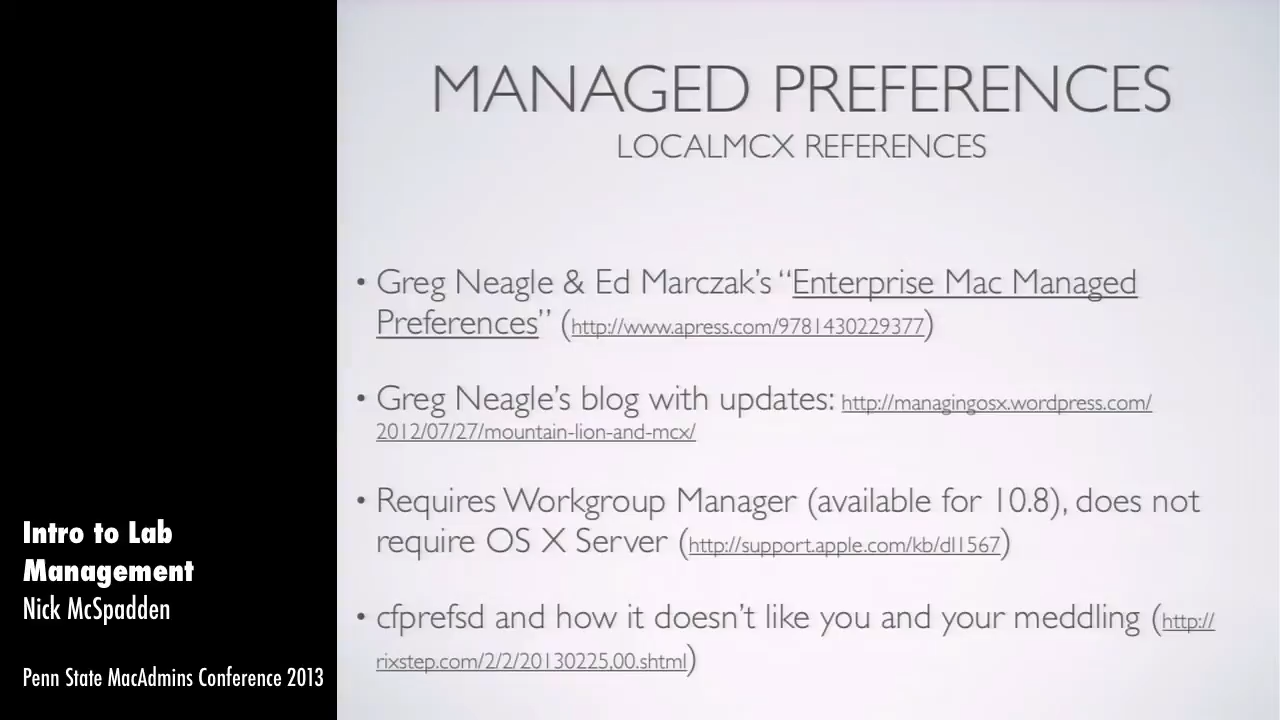 MANAGED PREFERENCES
LOCALMCX REFERENCES
• Greg Neagle & Ed Marczak's “Enterprise Mac Managed
Preferences” (http://www.apress.com/9781430229377)
• Greg Neagle's blog with updates: http://managingosx.wordpress.com/
2012/07/27/mountain-lion-and-mcx/
• Requires Workgroup Manager (available for 10.8), does not
require OS X Server (http://support.apple.com/kb/dl1567)
• cfprefsd and how it doesn't like you and your meddling (http://
rixstep.com/2/2/20130225,00.shtml)
Intro to Lab
Management
Nick McSpadden
Penn State MacAdmins Conference 2013